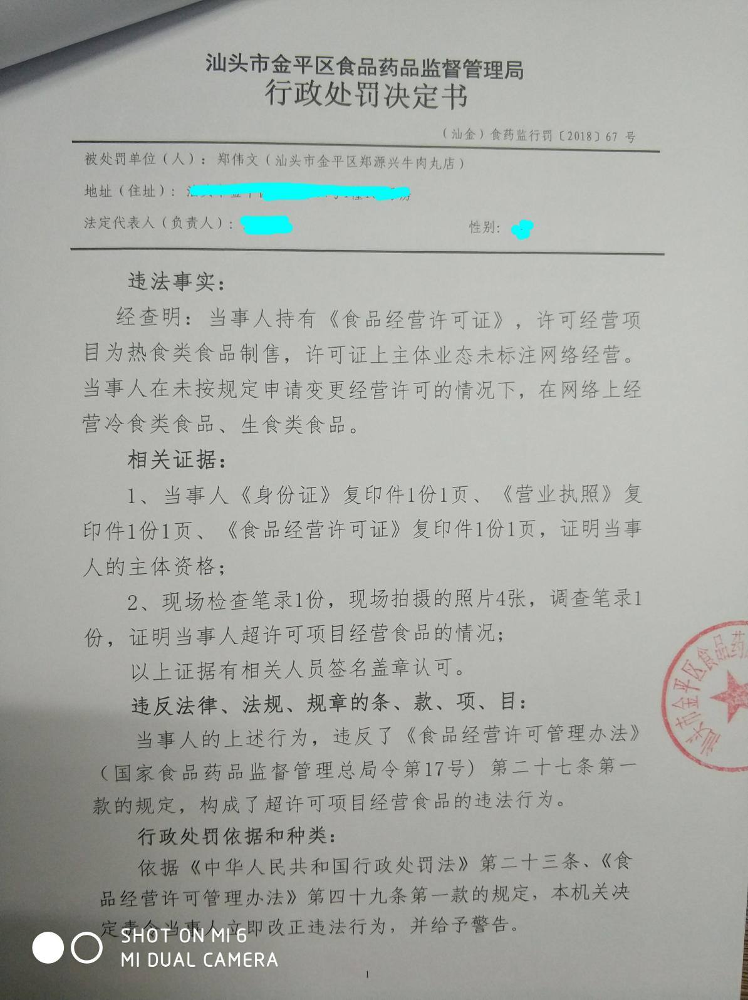 汕头市金平区食品药品监督管理局
行政处罚决定书
（汕金）食药监行罚〔2018〕67 号
被处罚单位（人）：郑伟文（汕头市金平区郑源兴牛肉丸店）
地址（住址）：
法定代表人（负责人）： 性别：
违法事实：
经查明：当事人持有《食品经营许可证》，许可经营项
目为热食类食品制售，许可证上主体业态未标注网络经营。
当事人在未按规定申请变更经营许可的情况下，在网络上经
营冷食类食品、生食类食品。
相关证据：
1、当事人《身份证》复印件1份1页、《营业执照》复
印件1份1页、《食品经营许可证》复印件1份1页，证明当事
人的主体资格；
2、现场检查笔录1份，现场拍摄的照片4张，调查笔录1
份，证明当事人超许可项目经营食品的情况；
以上证据有相关人员签名盖章认可。
违反法律、法规、规章的条、款、项、目：
当事人的上述行为，违反了《食品经营许可管理办法》
（国家食品药品监督管理总局令第17号）第二十七条第一
款的规定，构成了超许可项目经营食品的违法行为。
行政处罚依据和种类：
依据《中华人民共和国行政处罚法》第二十三条、《食
品经营许可管理办法》第四十九条第一款的规定，本机关决
定责令当事人立即改正违法行为，并给予警告。
汕头市金平区食品药
SHOT ON MI 6
MI DUAL CAMERA
1